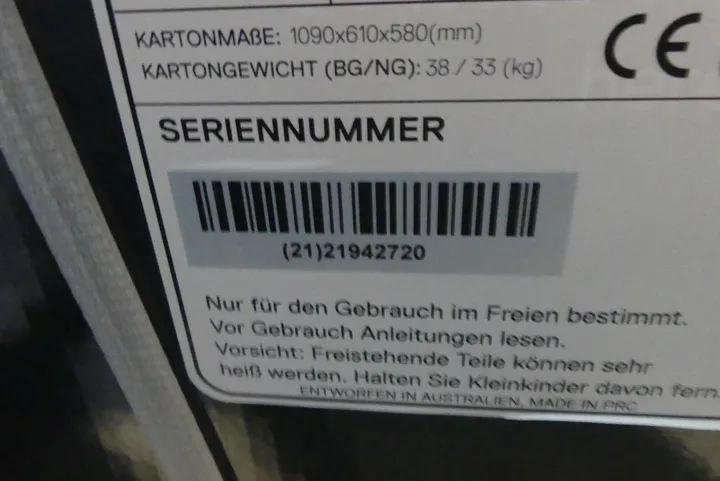 KARTONMAßE: 1090x610x580(mm)
KARTONGEWICHT (BG/NG): 38 / 33 (kg)
CE
SERIENNUMMER
(21)21942720
Nur für den Gebrauch im Freien bestimmt.
Vor Gebrauch Anleitungen lesen.
Vorsicht: Freistehende Teile können sehr
heiß werden. Halten Sie Kleinkinder davon fern.
ENTWORFEN IN AUSTRALIEN, MADE IN PRC